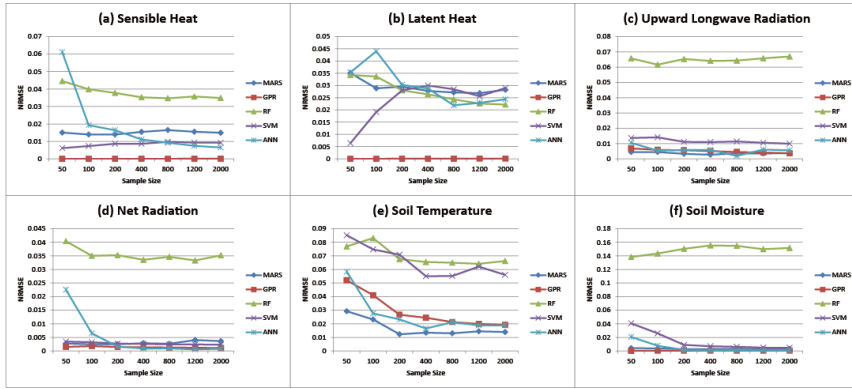 (a) Sensible Heat
0.07
0.06
0.05
0.04
0.03
0.02
0.01
0
NRMSE
50 100 200 400 800 1000 2000
Sample Size
MARS
GPR
RF
SVM
ANN
(b) Latent Heat
0.05
0.045
0.04
0.035
0.03
0.025
0.02
0.015
0.01
0.005
0
NRMSE
50 100 200 400 800 1000 2000
Sample Size
MARS
GPR
RF
SVM
ANN
(c) Upward Longwave Radiation
0.08
0.07
0.06
0.05
0.04
0.03
0.02
0.01
0
NRMSE
50 100 200 400 800 1000 2000
Sample Size
MARS
GPR
RF
SVM
ANN
(d) Net Radiation
0.045
0.04
0.035
0.03
0.025
0.02
0.015
0.01
0.005
0
NRMSE
50 100 200 400 800 1000 2000
Sample Size
MARS
GPR
RF
SVM
ANN
(e) Soil Temperature
0.09
0.08
0.07
0.06
0.05
0.04
0.03
0.02
0.01
0
NRMSE
50 100 200 400 800 1000 2000
Sample Size
MARS
GPR
RF
SVM
ANN
(f) Soil Moisture
0.18
0.16
0.14
0.12
0.1
0.08
0.06
0.04
0.02
0
NRMSE
50 100 200 400 800 1000 2000
Sample Size
MARS
GPR
RF
SVM
ANN